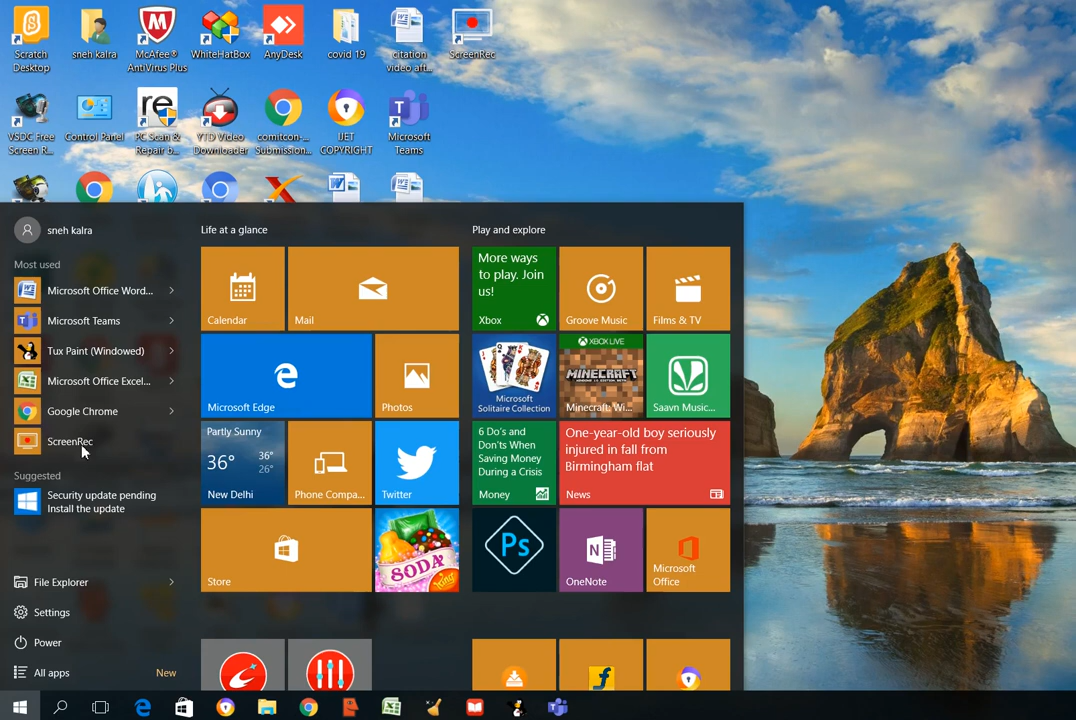 Scratch
Desktop
sneh kalra
McAfee®
AntiVirus Plus
WhiteHatBox
AnyDesk
covid 19
citation
video aft...
ScreenRec
VSDC Free
Screen R...
Control Panel
re
PC Scan &
Repair b...
YTD Video
Downloader
comitcon-...
Submission...
IJET
COPYRIGHT
Microsoft
Teams
sneh kalra
Most used
Microsoft Office Word...
Microsoft Teams
Tux Paint (Windowed)
Microsoft Office Excel...
Google Chrome
ScreenRec
Suggested
Security update pending
Install the update
File Explorer
Settings
Power
All apps
New
Life at a glance
Calendar
Mail
Microsoft Edge
Photos
Partly Sunny
36°
36°
26°
New Delhi
Phone Compa...
Twitter
Store
SODA
King
Play and explore
More ways
to play. Join
us!
Xbox
Groove Music
Films & TV
Microsoft
Solitaire Collection
XBOX LIVE
MINECRAFT
Minecraft: Wi...
Saavn Music...
6 Do's and
Don'ts When
Saving Money
During a Crisis
Money
One-year-old boy seriously
injured in fall from
Birmingham flat
News
Ps
N
OneNote
Microsoft
Office